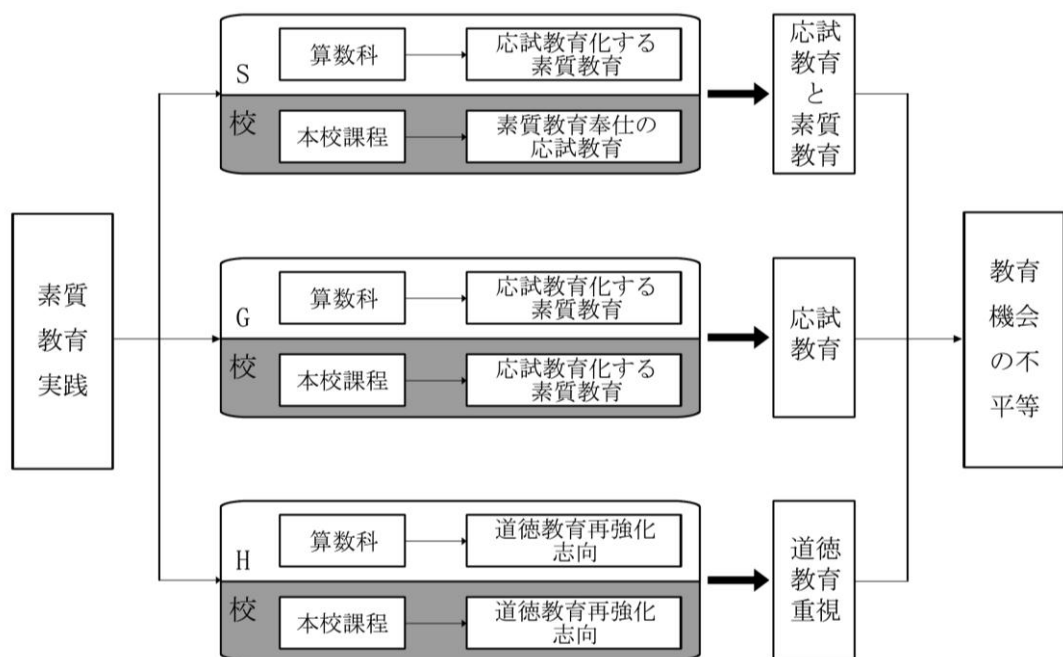 素質
教育
実践
S
校
算数科
応試教育化する
素質教育
本校課程
素質教育奉仕の
応試教育
応試
教育
と
素質
教育
G
校
算数科
応試教育化する
素質教育
本校課程
応試教育化する
素質教育
応試
教育
H
校
算数科
道徳教育再強化
志向
本校課程
道徳教育再強化
志向
道徳
教育
重視
教育
機会
の不
平等